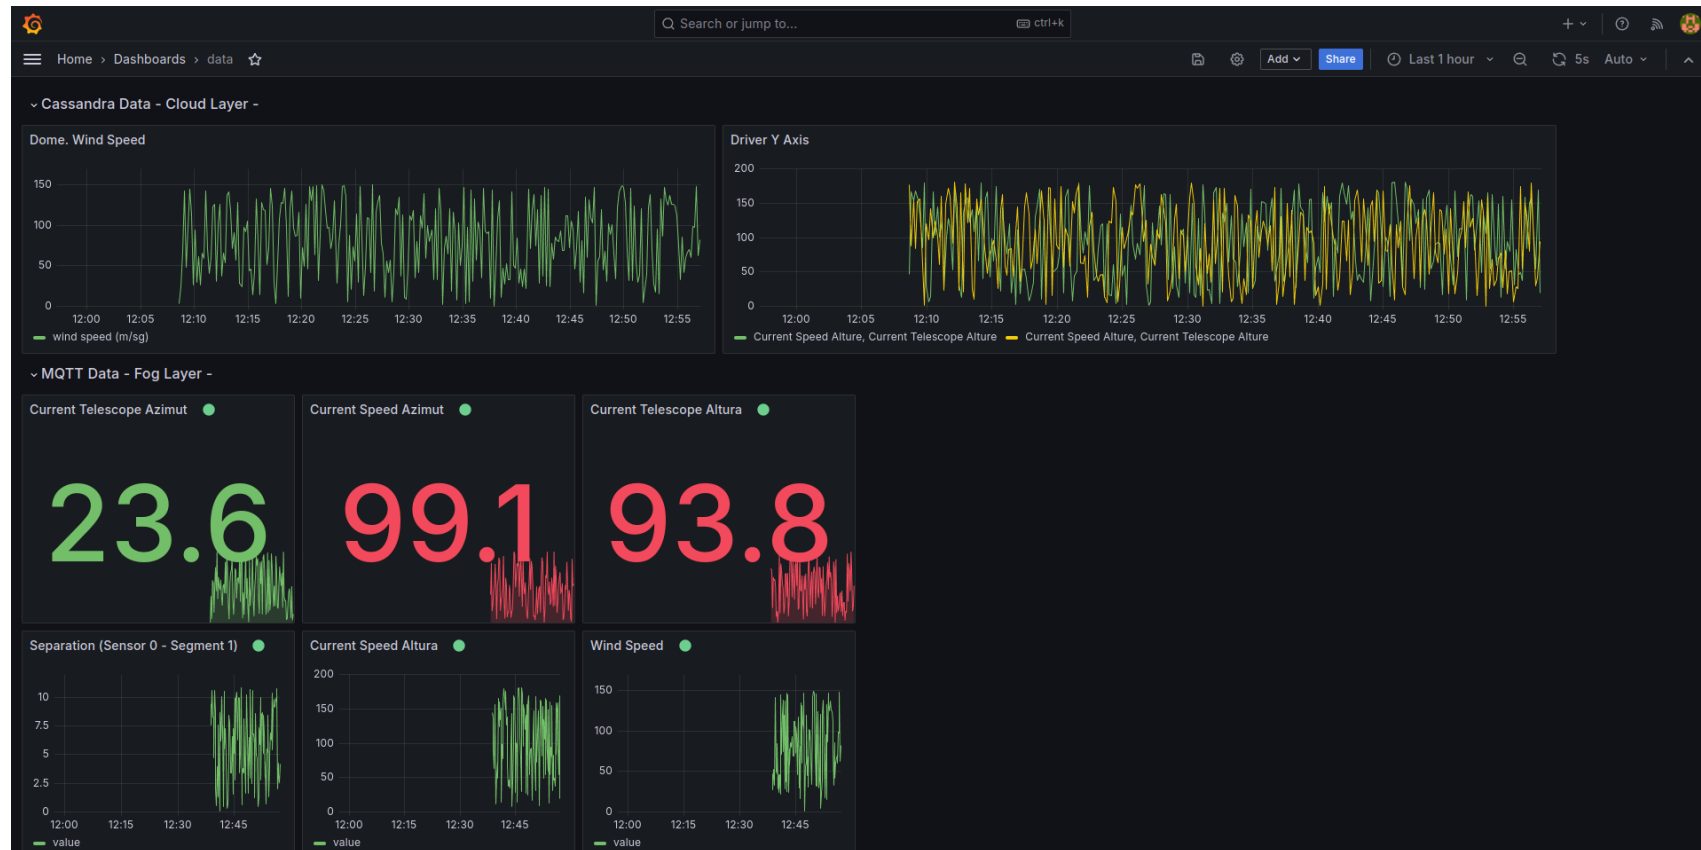 Search or jump to... ctrl+k
Home › Dashboards › data Add Share Last 1 hour 5s Auto
Cassandra Data - Cloud Layer -
Dome. Wind Speed
150
100
50
0
12:00 12:05 12:10 12:15 12:20 12:25 12:30 12:35 12:40 12:45 12:50 12:55
wind speed (m/sg)
Driver Y Axis
200
150
100
50
0
12:00 12:05 12:10 12:15 12:20 12:25 12:30 12:35 12:40 12:45 12:50 12:55
Current Speed Alture, Current Telescope Alture Current Speed Alture, Current Telescope Alture
MQTT Data - Fog Layer -
Current Telescope Azimut
23.6
Current Speed Azimut
99.1
Current Telescope Altura
93.8
Separation (Sensor 0 - Segment 1)
10
7.5
5
2.5
0
12:00 12:15 12:30 12:45
value
Current Speed Altura
200
150
100
50
0
12:00 12:15 12:30 12:45
value
Wind Speed
150
100
50
0
12:00 12:15 12:30 12:45
value